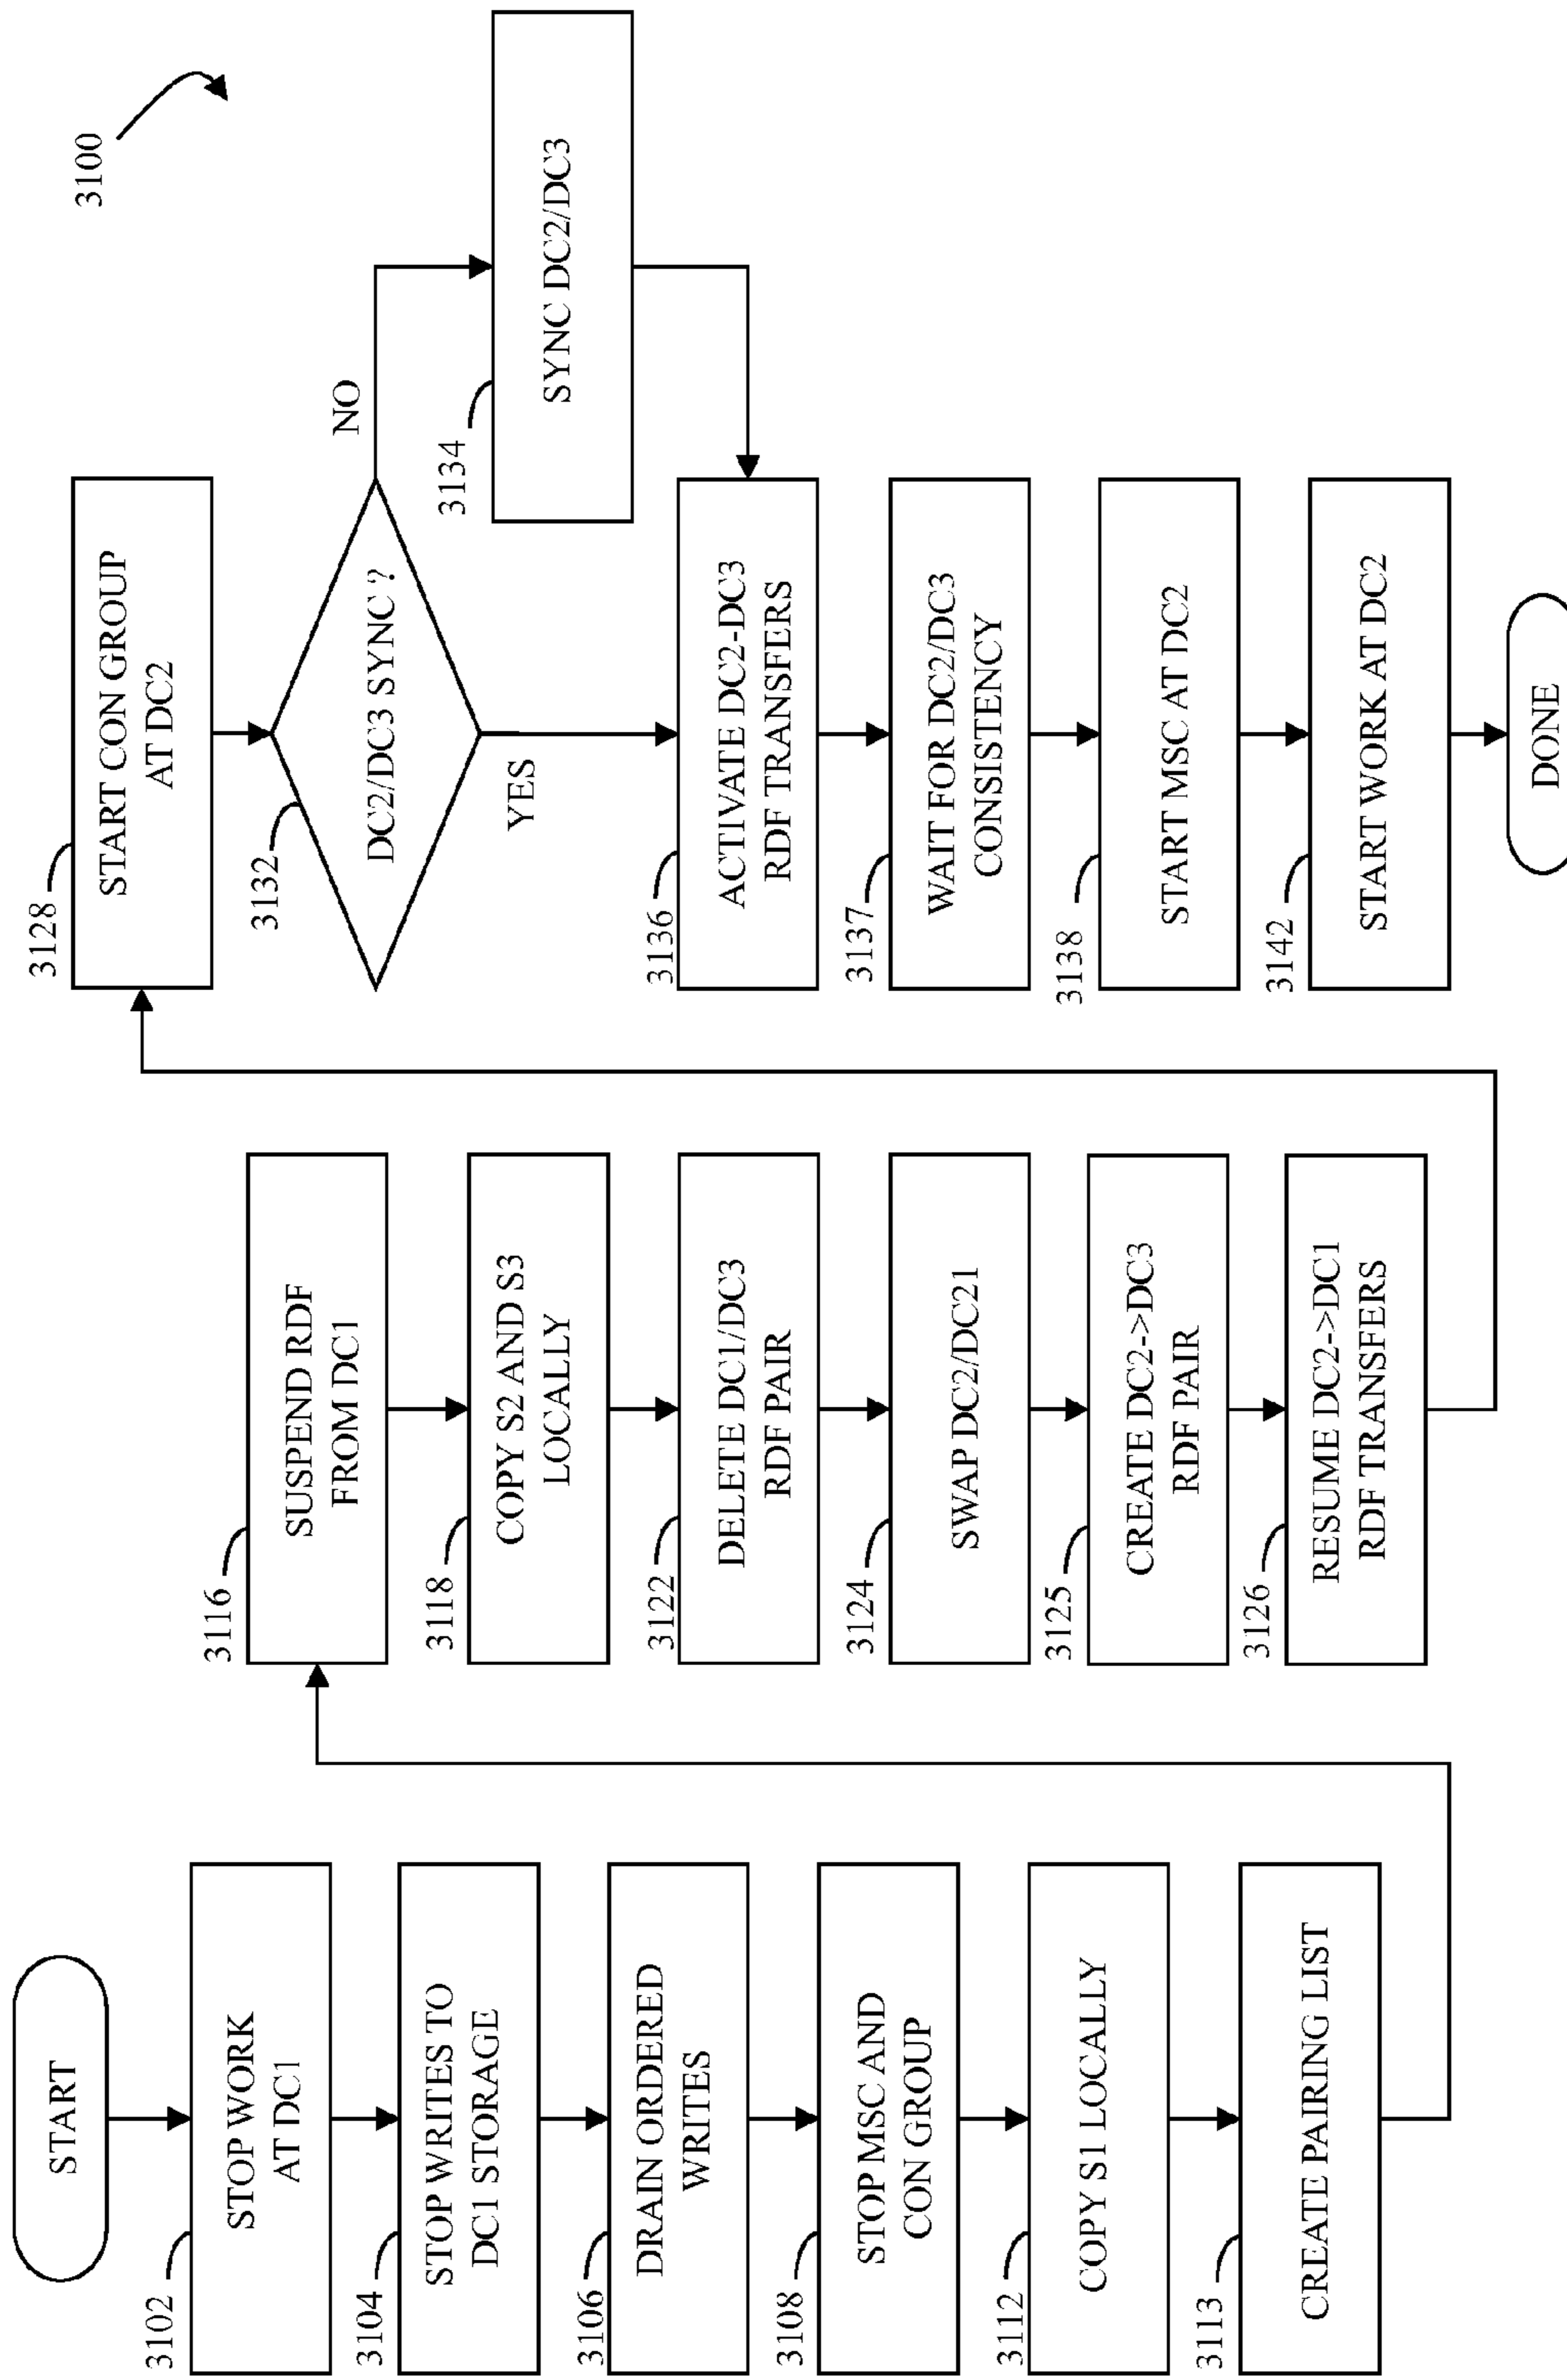 3100
START
3102
STOP WORK
AT DC1
3104
STOP WRITES TO
DC1 STORAGE
3106
DRAIN ORDERED
WRITES
3108
STOP MSC AND
CON GROUP
3112
COPY S1 LOCALLY
3113
CREATE PAIRING LIST
3116
SUSPEND RDF
FROM DC1
3118
COPY S2 AND S3
LOCALLY
3122
DELETE DC1/DC3
RDF PAIR
3124
SWAP DC2/DC21
3125
CREATE DC2->DC3
RDF PAIR
3126
RESUME DC2->DC1
RDF TRANSFERS
3128
START CON GROUP
AT DC2
3132
DC2/DC3 SYNC ?
NO
YES
3134
SYNC DC2/DC3
3136
ACTIVATE DC2-DC3
RDF TRANSFERS
3137
WAIT FOR DC2/DC3
CONSISTENCY
3138
START MSC AT DC2
3142
START WORK AT DC2
DONE